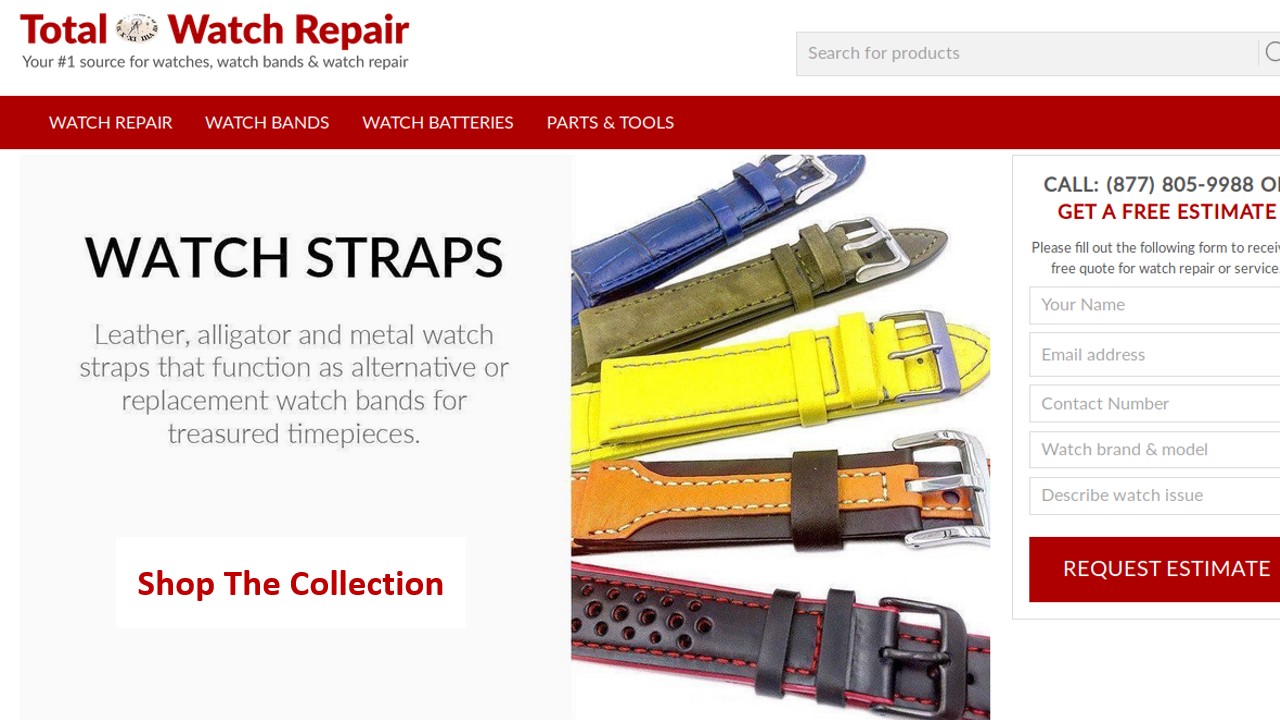 Total Watch Repair
Your #1 source for watches, watch bands & watch repair
Search for products
WATCH REPAIR WATCH BANDS WATCH BATTERIES PARTS & TOOLS
WATCH STRAPS
Leather, alligator and metal watch
straps that function as alternative or
replacement watch bands for
treasured timepieces.
Shop The Collection
CALL: (877) 805-9988
GET A FREE ESTIMATE
Please fill out the following form to
free quote for watch repair or service
Your Name
Email address
Contact Number
Watch brand & model
Describe watch issue
REQUEST ESTIMATE